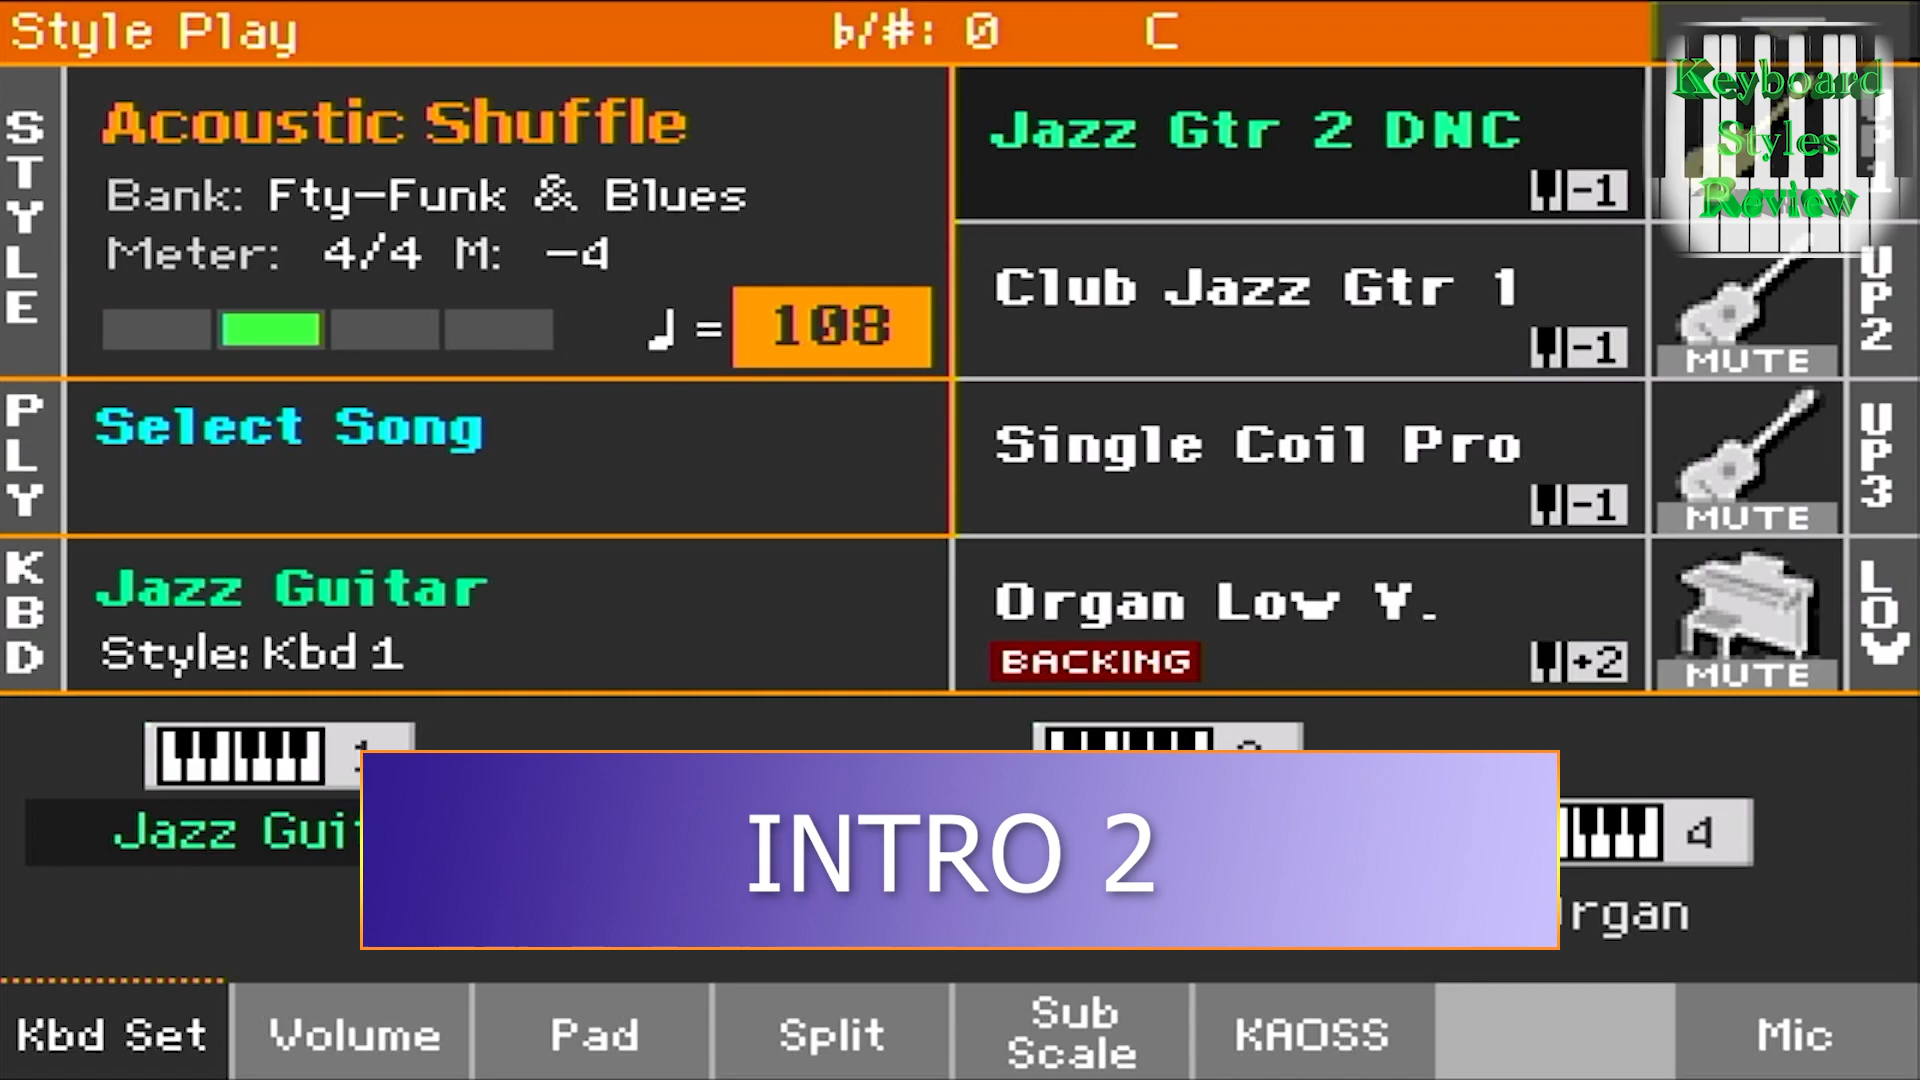 Style Play ♭/#: 0 C
Keyboard
Styles
Review
STYLE
Acoustic Shuffle
Bank: Fty-Funk & Blues
Meter: 4/4 M: -4
♩ = 108
Jazz Gtr 2 DNC
-1
Club Jazz Gtr 1
-1
MUTE
UP2
PLY
Select Song
Single Coil Pro
-1
MUTE
UP3
KBD
Jazz Guitar
Style: Kbd 1
Organ Low V.
BACKING
+2
MUTE
LOW
Jazz
INTRO 2
4
Kbd Set
Volume
Pad
Split
Sub
Scale
KAOSS
Mic